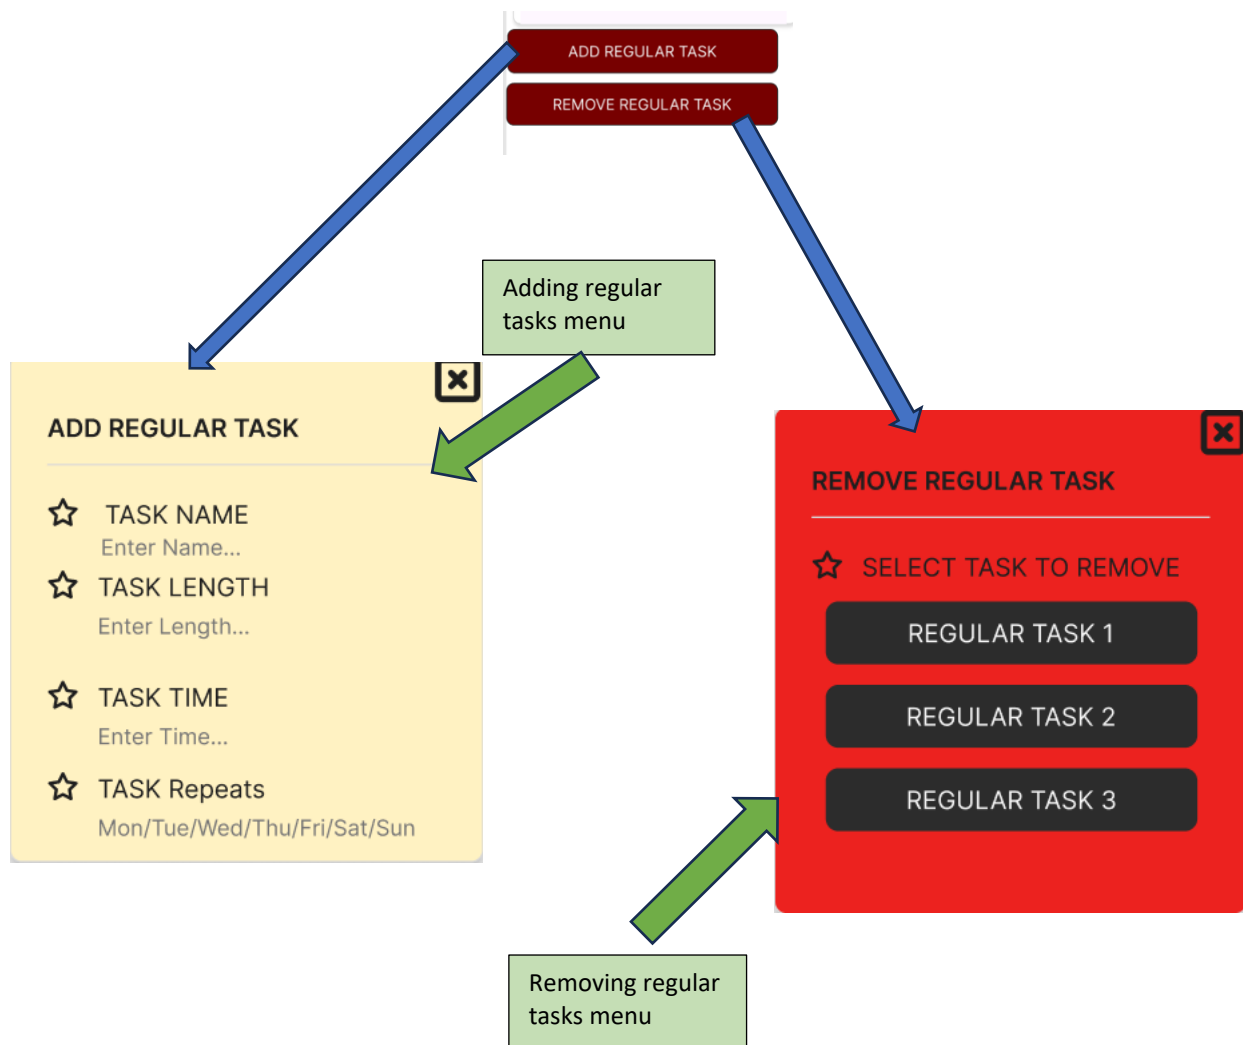 ADD REGULAR TASK
REMOVE REGULAR TASK
Adding regular
tasks menu
ADD REGULAR TASK
TASK NAME
Enter Name...
TASK LENGTH
Enter Length...
TASK TIME
Enter Time...
TASK Repeats
Mon/Tue/Wed/Thu/Fri/Sat/Sun
REMOVE REGULAR TASK
SELECT TASK TO REMOVE
REGULAR TASK 1
REGULAR TASK 2
REGULAR TASK 3
Removing regular
tasks menu